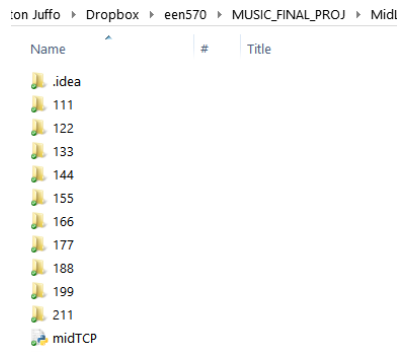 ton Juffo Dropbox een570 MUSIC_FINAL_PROJ
Name # Title
.idea
111
122
133
144
155
166
177
188
199
211
midTCP